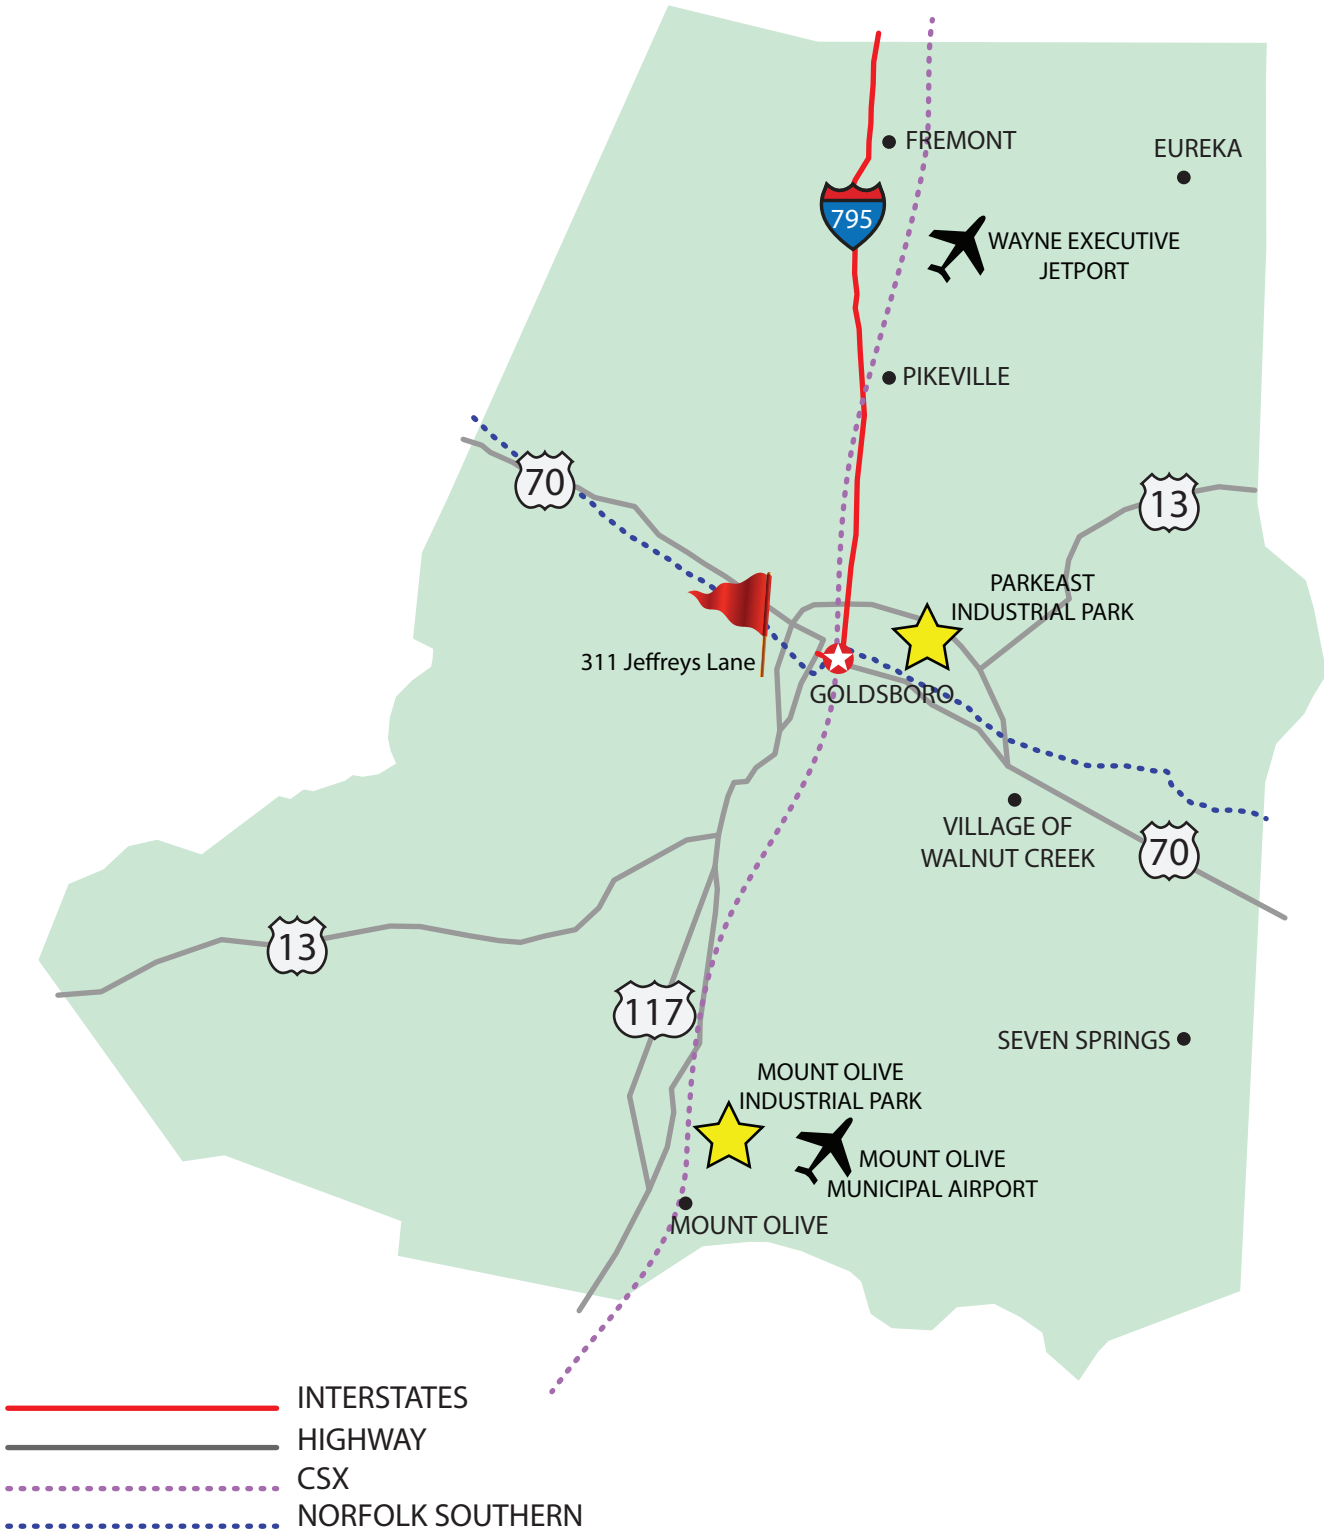 FREMONT
EUREKA
795
WAYNE EXECUTIVE
JETPORT
PIKEVILLE
70
13
PARKEAST
INDUSTRIAL PARK
311 Jeffreys Lane
GOLDSBORO
VILLAGE OF
WALNUT CREEK
70
13
117
SEVEN SPRINGS
MOUNT OLIVE
INDUSTRIAL PARK
MOUNT OLIVE
MUNICIPAL AIRPORT
MOUNT OLIVE
INTERSTATES
HIGHWAY
CSX
NORFOLK SOUTHERN